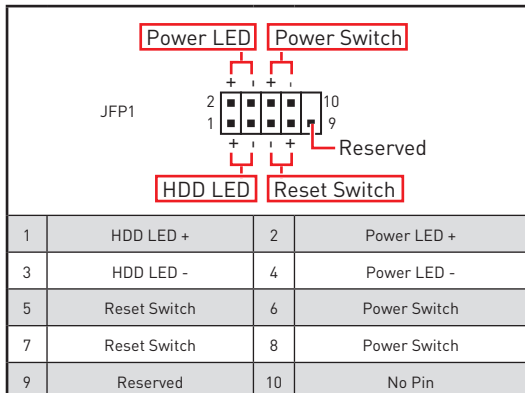 Power LED Power Switch
+ - + -
JFP1
2 10
1 9
+ - - +
Reserved
HDD LED Reset Switch
1 HDD LED + 2 Power LED +
3 HDD LED - 4 Power LED -
5 Reset Switch 6 Power Switch
7 Reset Switch 8 Power Switch
9 Reserved 10 No Pin